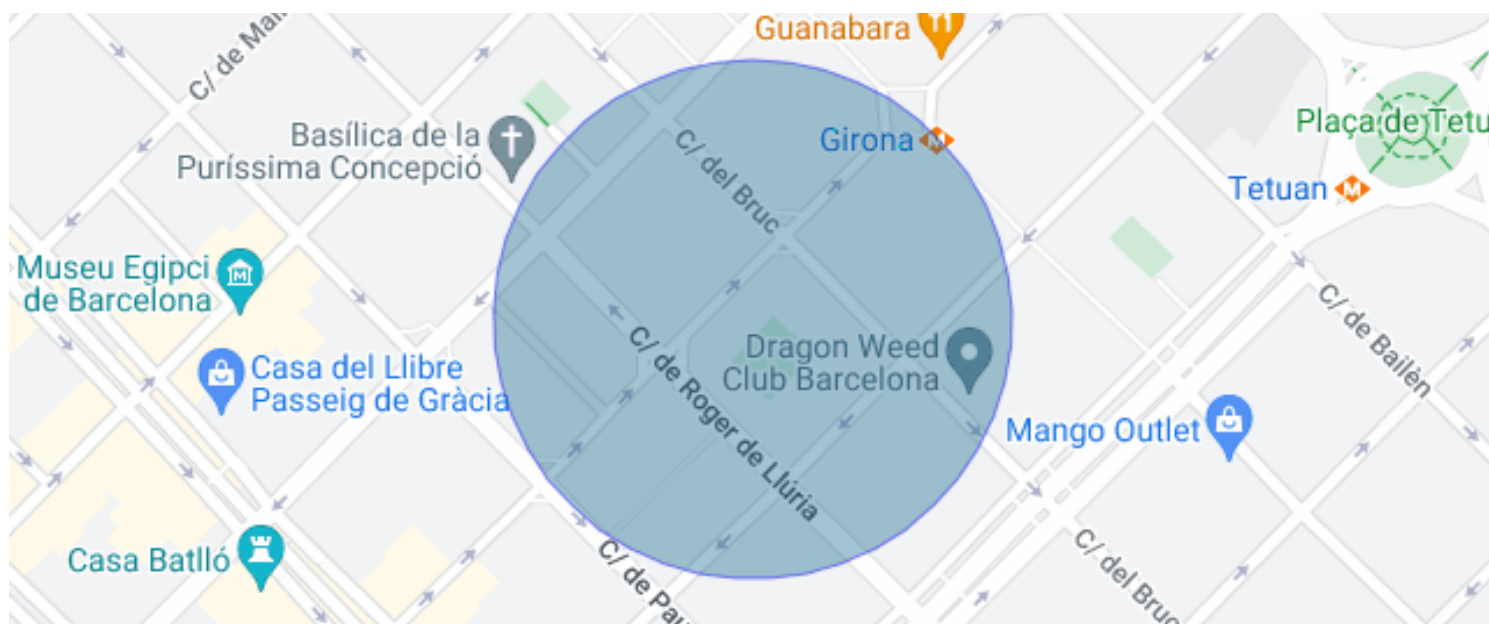 Guanabara
C/ de Mal
Basílica de la
Puríssima Concepció
C/ del Bruc
Girona
Plaça de Tetu
Tetuan
Museu Egipci
de Barcelona
C/ de Roger de Llúria
Dragon Weed
Club Barcelona
C/ de Bailèn
Casa del Llibre
Passeig de Gràcia
Mango Outlet
Casa Batlló
C/ de Pau
C/ del Bruc